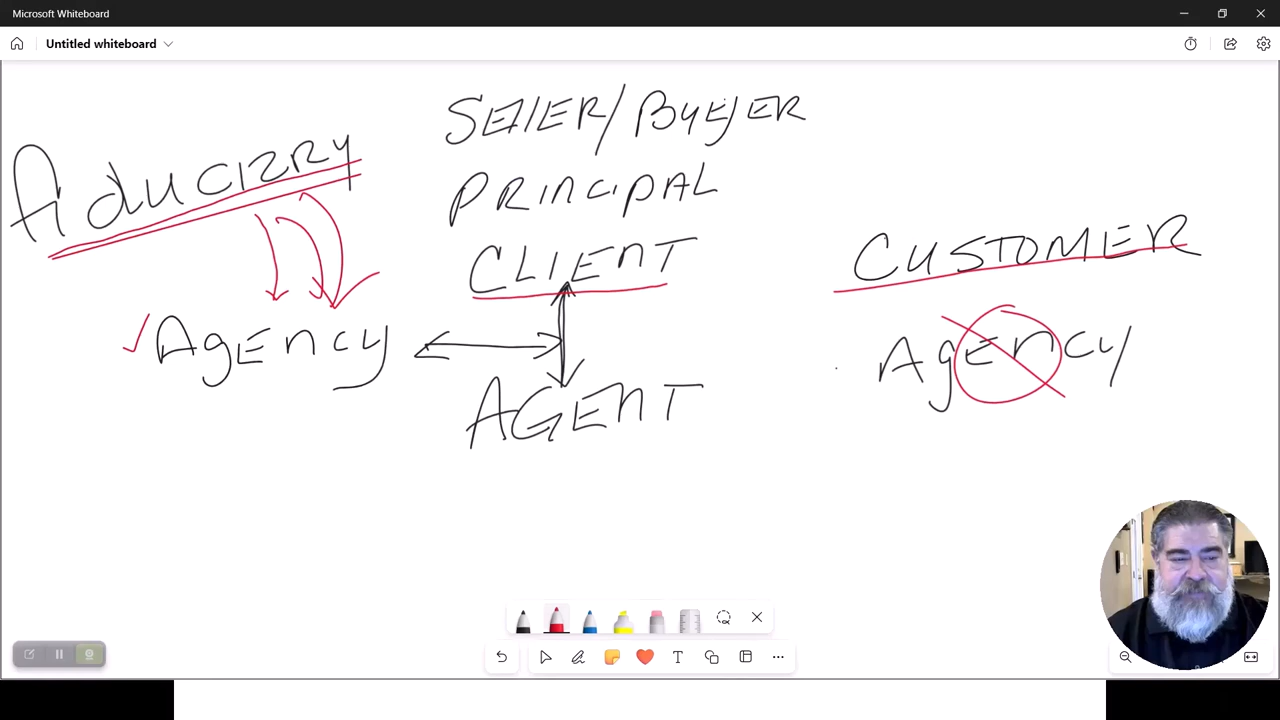 Microsoft Whiteboard
Untitled whiteboard
SEllER/BuyER
Fiduciary
PRinCipAL
CLIEnT
CUSTOMER
AgEncy
AgEncy
AGEnT